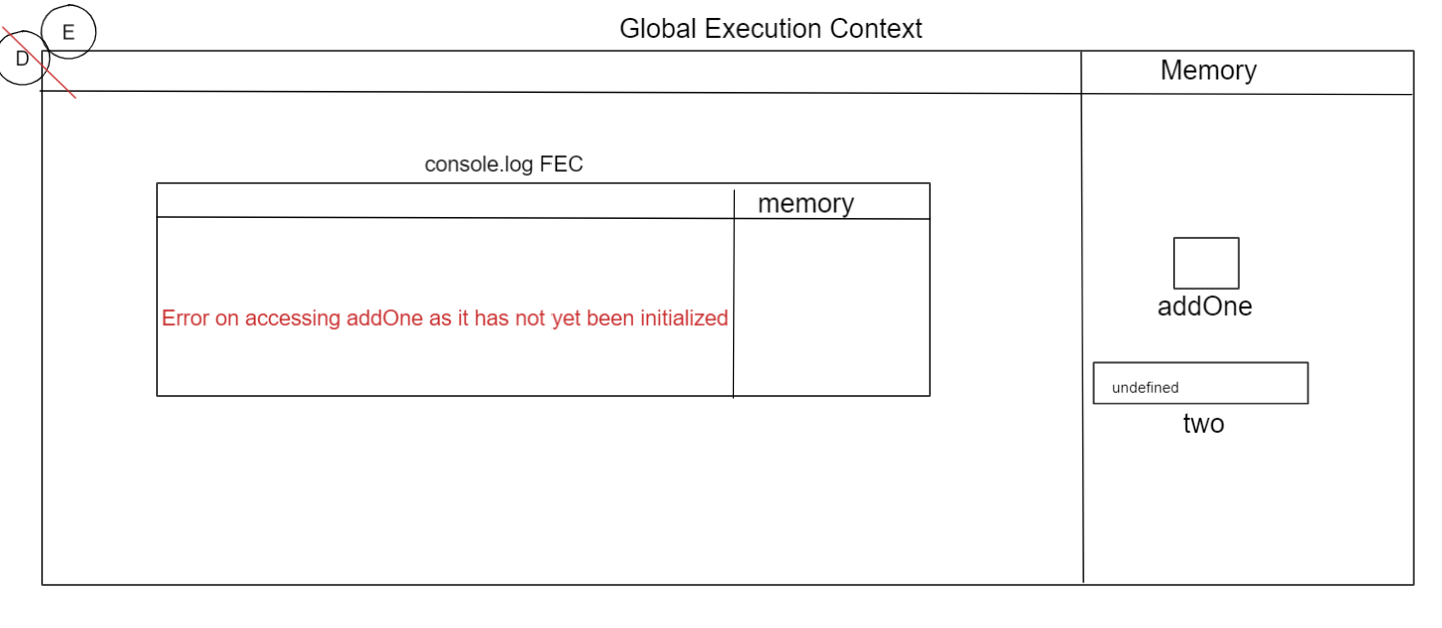 E
Global Execution Context
D
Memory
console.log FEC
memory
Error on accessing addOne as it has not yet been initialized
addOne
undefined
two